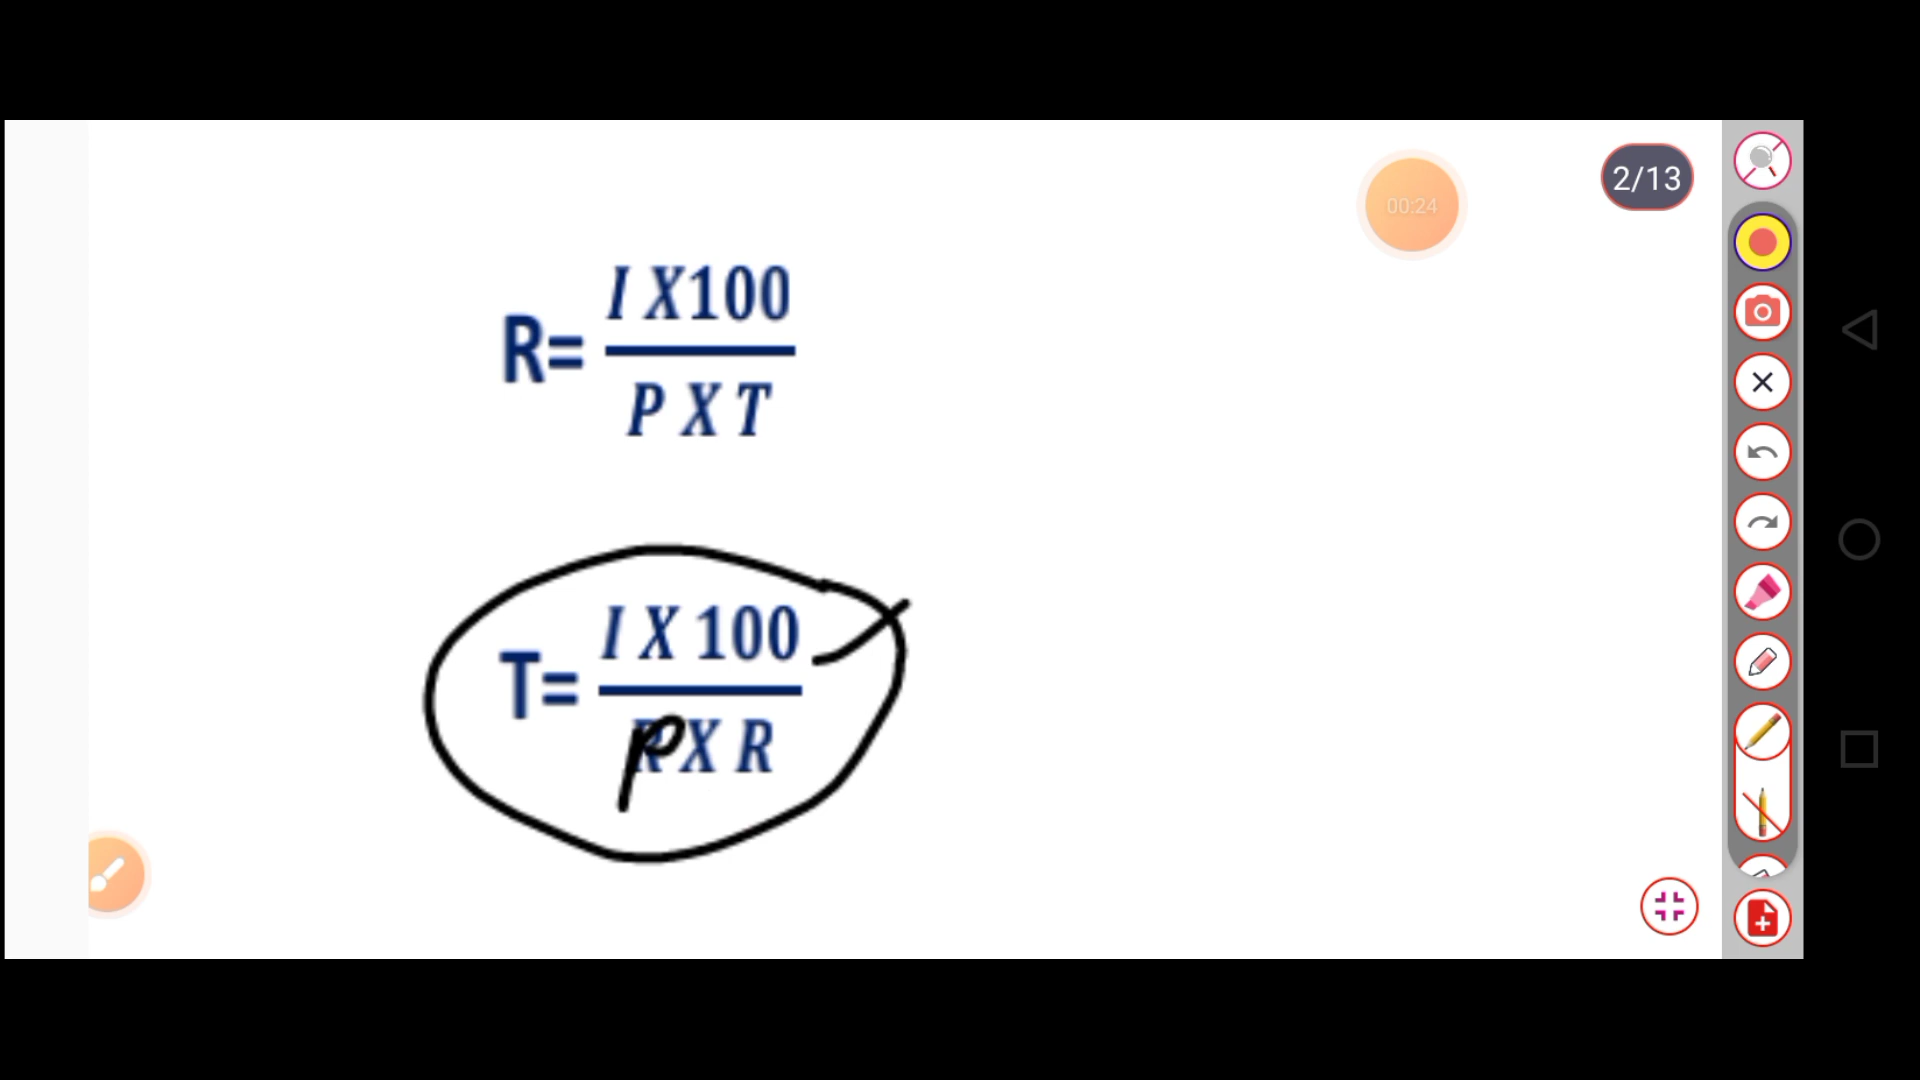 2/13
00:24
R= I X100
P X T
T= I X 100
P X R